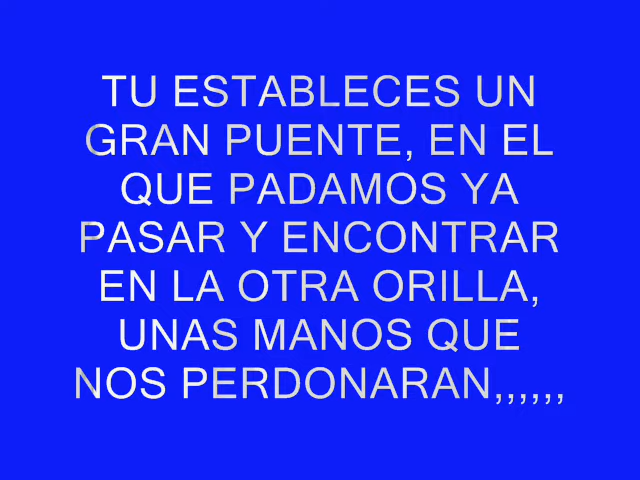 TU ESTABLECES UN
GRAN PUENTE, EN EL
QUE PADAMOS YA
PASAR Y ENCONTRAR
EN LA OTRA ORILLA,
UNAS MANOS QUE
NOS PERDONARAN,,,,,,